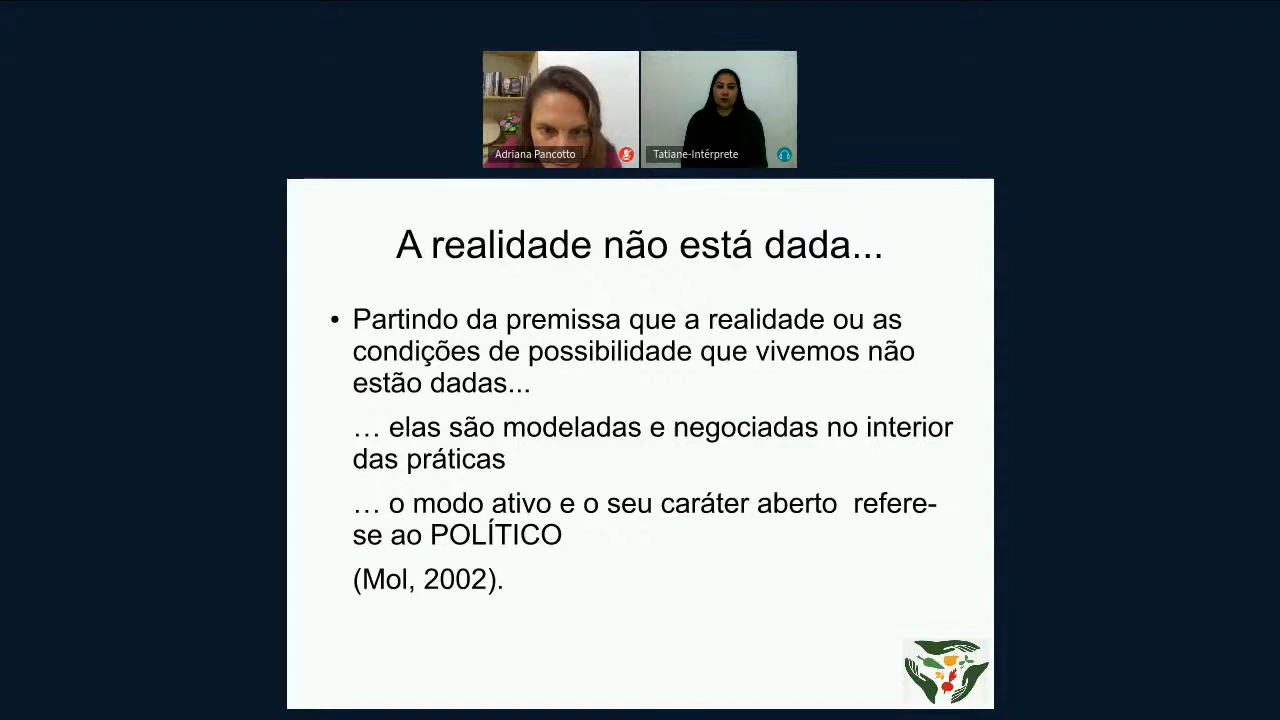 Adriana Pancotto
Tatiane-Intérprete
A realidade não está dada...
• Partindo da premissa que a realidade ou as
condições de possibilidade que vivemos não
estão dadas...
… elas são modeladas e negociadas no interior
das práticas
… o modo ativo e o seu caráter aberto  refere-
se ao POLÍTICO
(Mol, 2002).